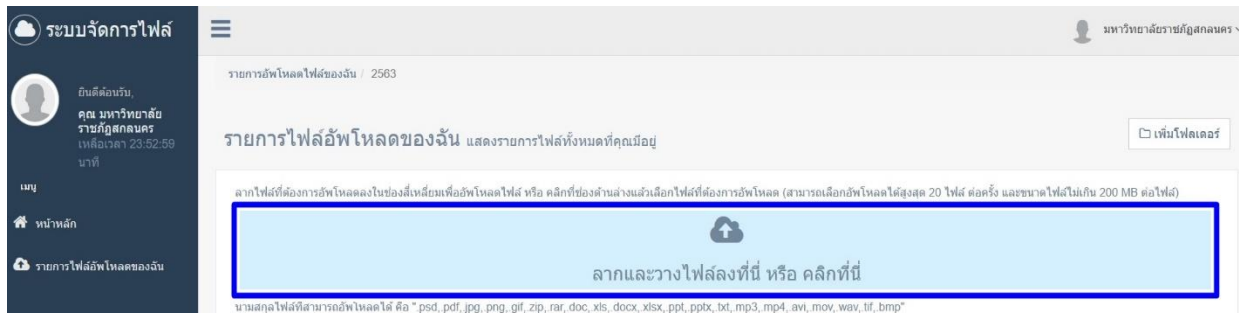 ระบบจัดการไฟล์
มหาวิทยาลัยราชภัฏสกลนคร
ยินดีต้อนรับ,
คุณ มหาวิทยาลัย
ราชภัฏสกลนคร
เหลือเวลา 23:52:59
นาที
เมนู
หน้าหลัก
รายการไฟล์อัพโหลดของฉัน
รายการอัพโหลดไฟล์ของฉัน / 2563
รายการไฟล์อัพโหลดของฉัน แสดงรายการไฟล์ทั้งหมดที่คุณมีอยู่
เพิ่มโฟลเดอร์
ลากไฟล์ที่ต้องการอัพโหลดลงในช่องสี่เหลี่ยมเพื่ออัพโหลดไฟล์ หรือ คลิกที่ช่องด้านล่างแล้วเลือกไฟล์ที่ต้องการอัพโหลด (สามารถเลือกอัพโหลดได้สูงสุด 20 ไฟล์ ต่อครั้ง และขนาดไฟล์ไม่เกิน 200 MB ต่อไฟล์)
ลากและวางไฟล์ลงที่นี่ หรือ คลิกที่นี่
นามสกุลไฟล์ที่สามารถอัพโหลดได้ คือ ".psd,.pdf,.jpg,.png,.gif,.zip,.rar,.doc,.xls,.docx,.xlsx,.ppt,.pptx,.txt,.mp3,.mp4,.avi,.mov,.wav,.tif,.bmp"